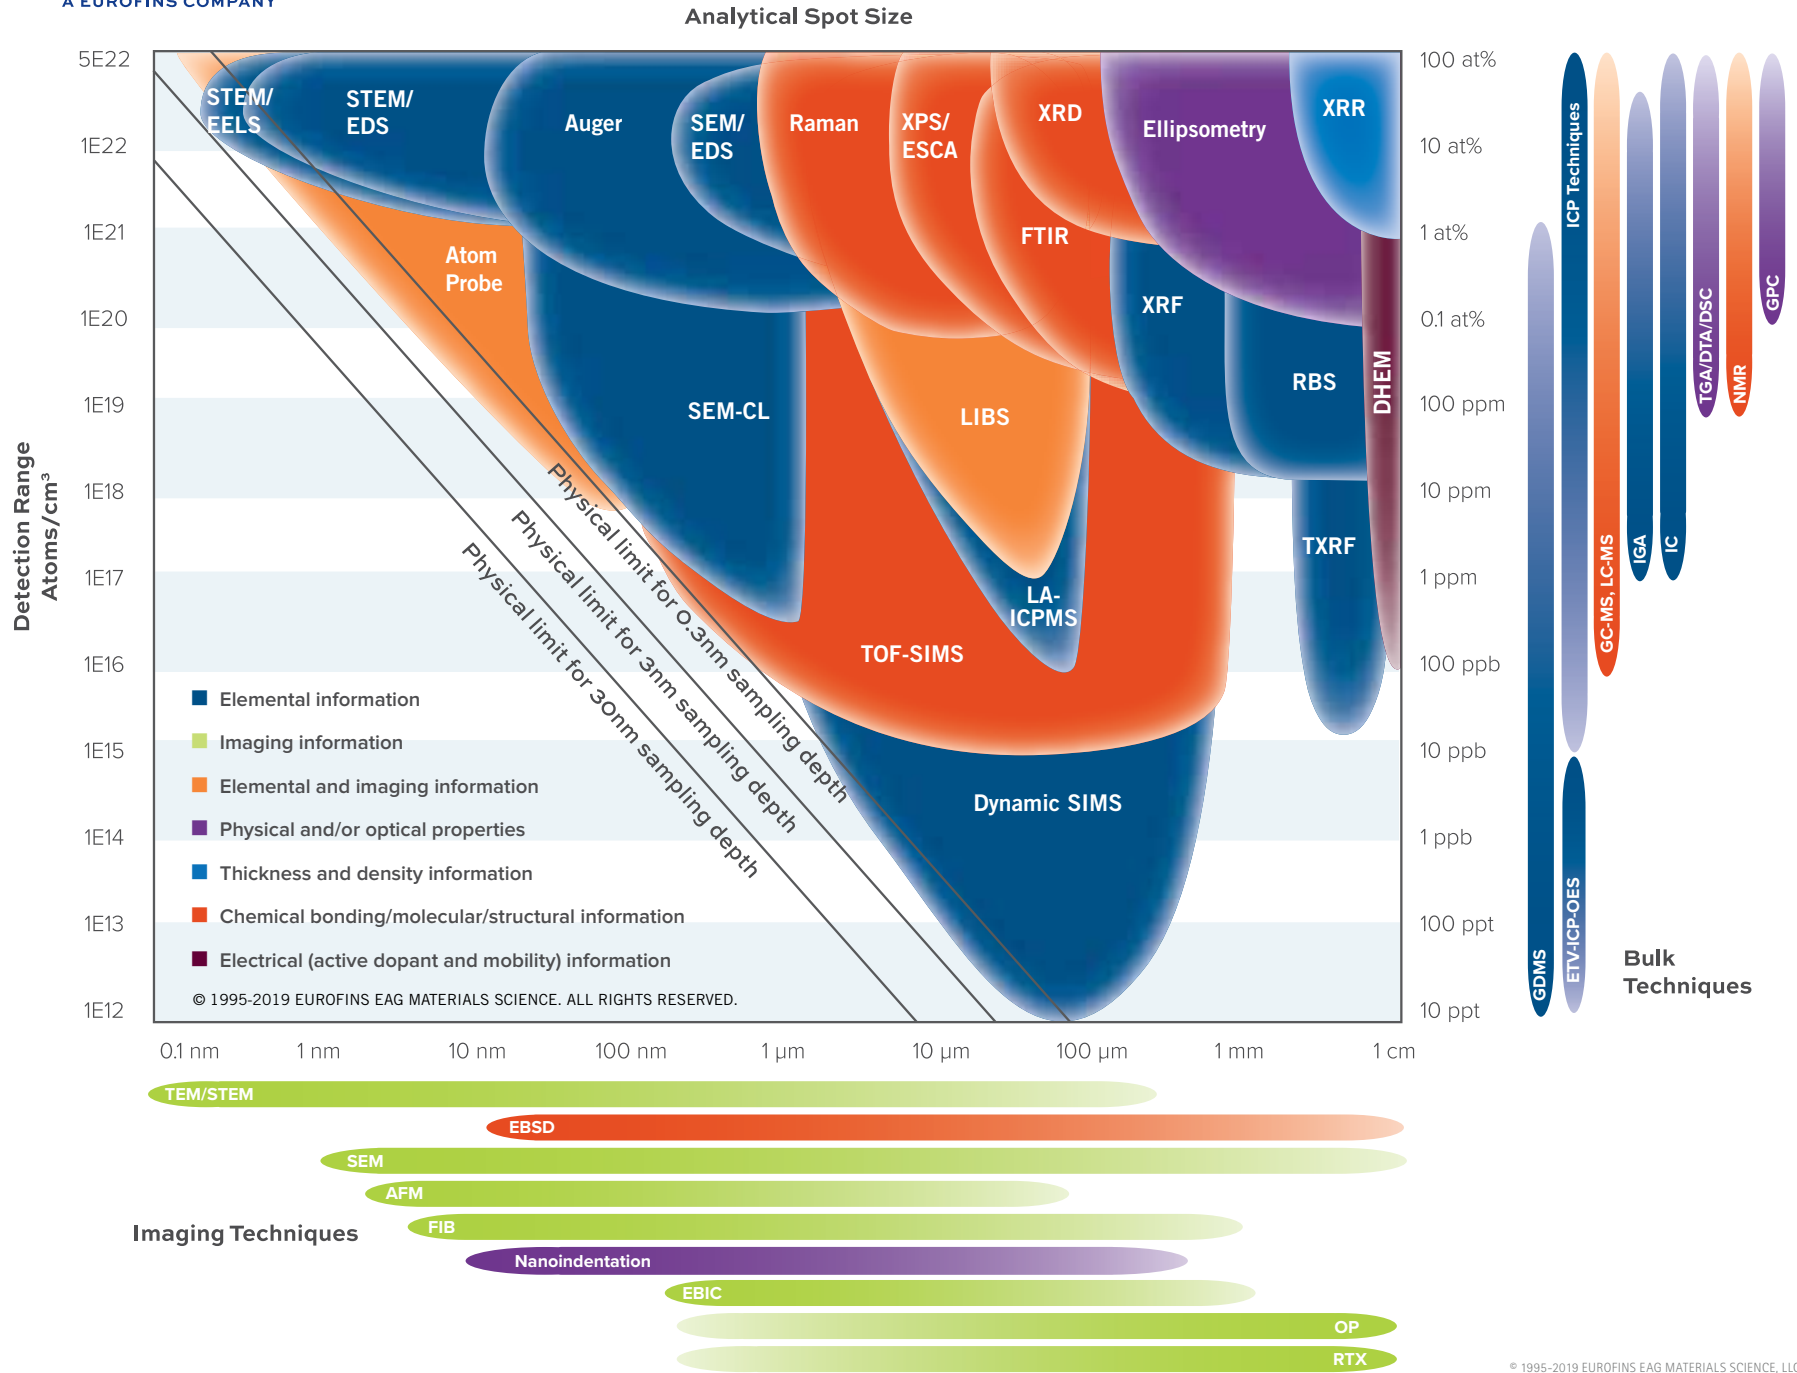 A EUROFINS COMPANY
Analytical Spot Size
5E22
1E22
1E21
1E20
1E19
1E18
1E17
1E16
1E15
1E14
1E13
1E12
Detection Range
Atoms/cm³
100 at%
10 at%
1 at%
0.1 at%
100 ppm
10 ppm
1 ppm
100 ppb
10 ppb
1 ppb
100 ppt
10 ppt
STEM/
EELS
STEM/
EDS
Auger
SEM/
EDS
Raman
XPS/
ESCA
XRD
Ellipsometry
XRR
Atom
Probe
FTIR
XRF
RBS
DHEM
SEM-CL
LIBS
TXRF
LA-
ICPMS
TOF-SIMS
Dynamic SIMS
Physical limit for 0.3nm sampling depth
Physical limit for 3nm sampling depth
Physical limit for 30nm sampling depth
Elemental information
Imaging information
Elemental and imaging information
Physical and/or optical properties
Thickness and density information
Chemical bonding/molecular/structural information
Electrical (active dopant and mobility) information
© 1995-2019 EUROFINS EAG MATERIALS SCIENCE. ALL RIGHTS RESERVED.
0.1 nm
1 nm
10 nm
100 nm
1 µm
10 µm
100 µm
1 mm
1 cm
GDMS
ICP Techniques
ETV-ICP-OES
GC-MS, LC-MS
IGA
IC
TGA/DTA/DSC
NMR
GPC
Bulk
Techniques
Imaging Techniques
TEM/STEM
EBSD
SEM
AFM
FIB
Nanoindentation
EBIC
OP
RTX
© 1995-2019 EUROFINS EAG MATERIALS SCIENCE, LLC